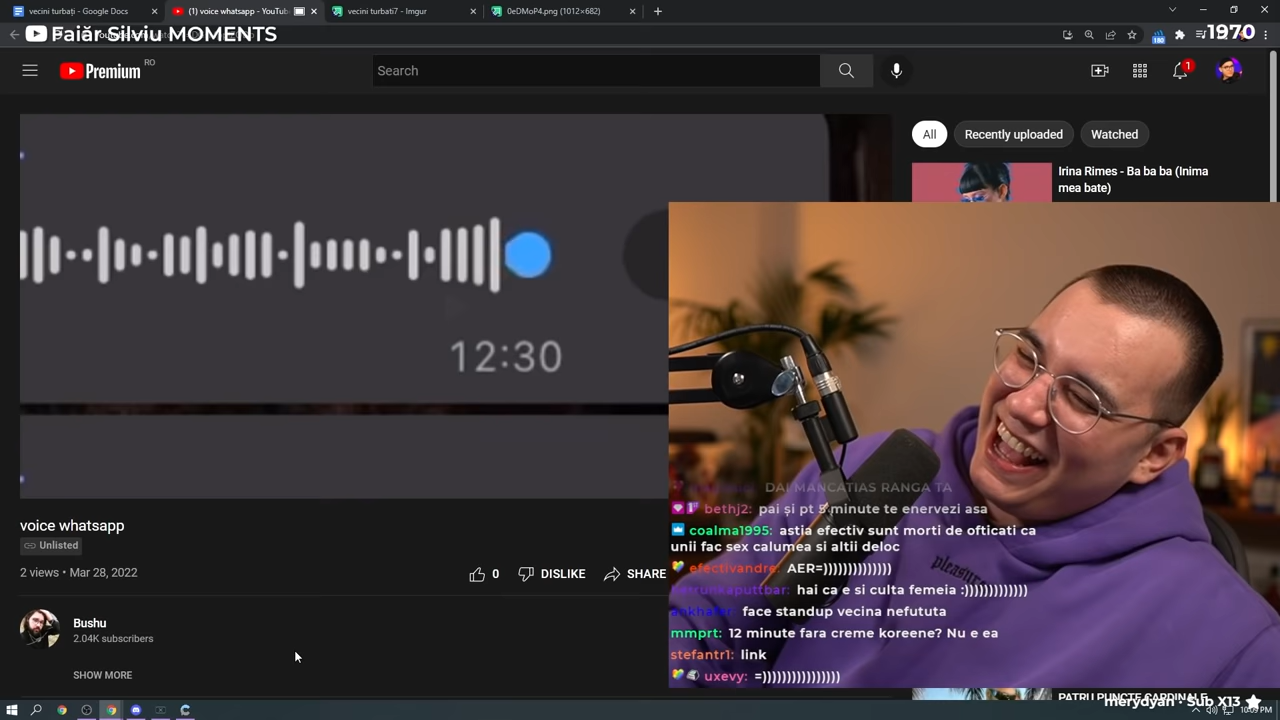 vecini turbați - Google Docs
(1) voice whatsapp - YouTub
vecini turbati7 - Imgur
0eDMoP4.png (1012×682)
Faiăr Silviu MOMENTS
180
1970
Premium RO
Search
1
All
Recently uploaded
Watched
Irina Rimes - Ba ba ba (Inima
mea bate)
12:30
voice whatsapp
Unlisted
2 views • Mar 28, 2022
0
DISLIKE
SHARE
Bushu
2.04K subscribers
SHOW MORE
DAI MANCATIAS RANGA TA
bethj2: pai și pt 5 minute te enervezi asa
coalma1995: astia efectiv sunt morti de ofticati ca
unii fac sex calumea si altii deloc
efectivandre: AER=)))))))))))))
hai ca e si culta femeia :)))))))))))))
face standup vecina nefututa
mmprt: 12 minute fara creme koreene? Nu e ea
stefantr1: link
uxevy: =))))))))))))))))
pleasures
PATRU PUNCTE CARDINALE
merydyan • Sub X13
10:09 PM